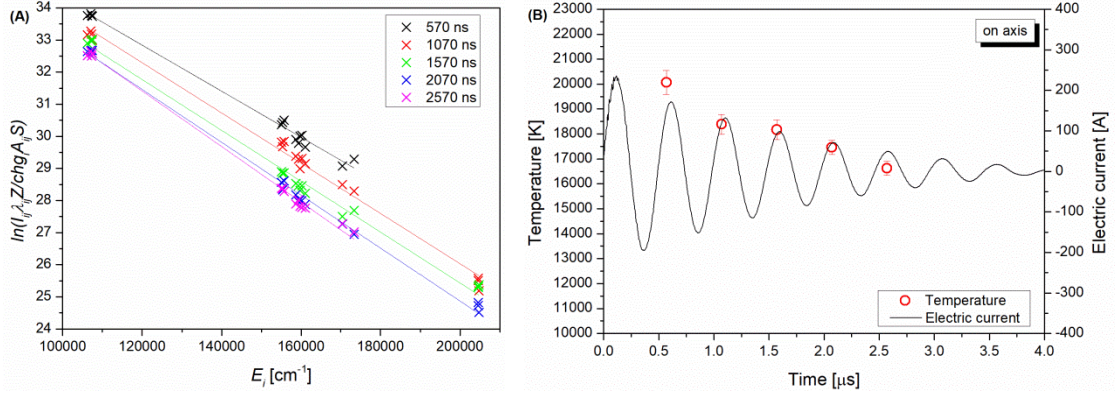 (A)
34
33
32
31
30
29
28
27
26
25
24
ln(I_ij λ_ij Z/chg_i A_ij S)
100000 120000 140000 160000 180000 200000
E_i [cm⁻¹]
570 ns
1070 ns
1570 ns
2070 ns
2570 ns
(B)
25000
24000
23000
22000
21000
20000
19000
18000
17000
16000
15000
14000
13000
12000
11000
10000
Temperature [K]
400
300
200
100
0
-100
-200
-300
-400
Electric current [A]
on axis
Temperature
Electric current
0.0 0.5 1.0 1.5 2.0 2.5 3.0 3.5 4.0
Time [μs]